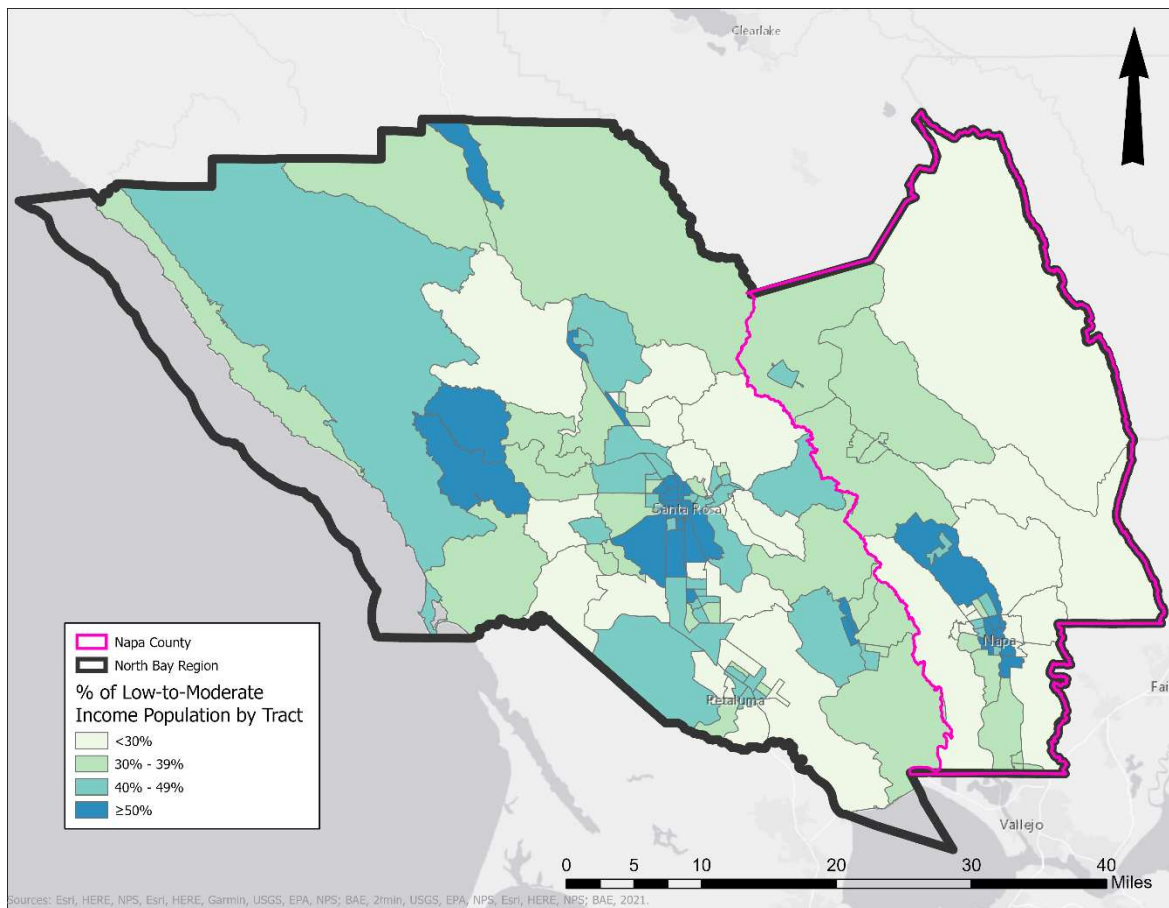 Clearlake
Santa Rosa
Napa
Petaluma
Fai
Vallejo
Napa County
North Bay Region
% of Low-to-Moderate
Income Population by Tract
<30%
30% - 39%
40% - 49%
≥50%
0 5 10 20 30 40
Miles
Sources: Esri, HERE, NPS, Esri, HERE, Garmin, USGS, EPA, NPS; BAE, 2fmin, USGS, EPA, NPS, Esri, HERE, NPS; BAE, 2021.